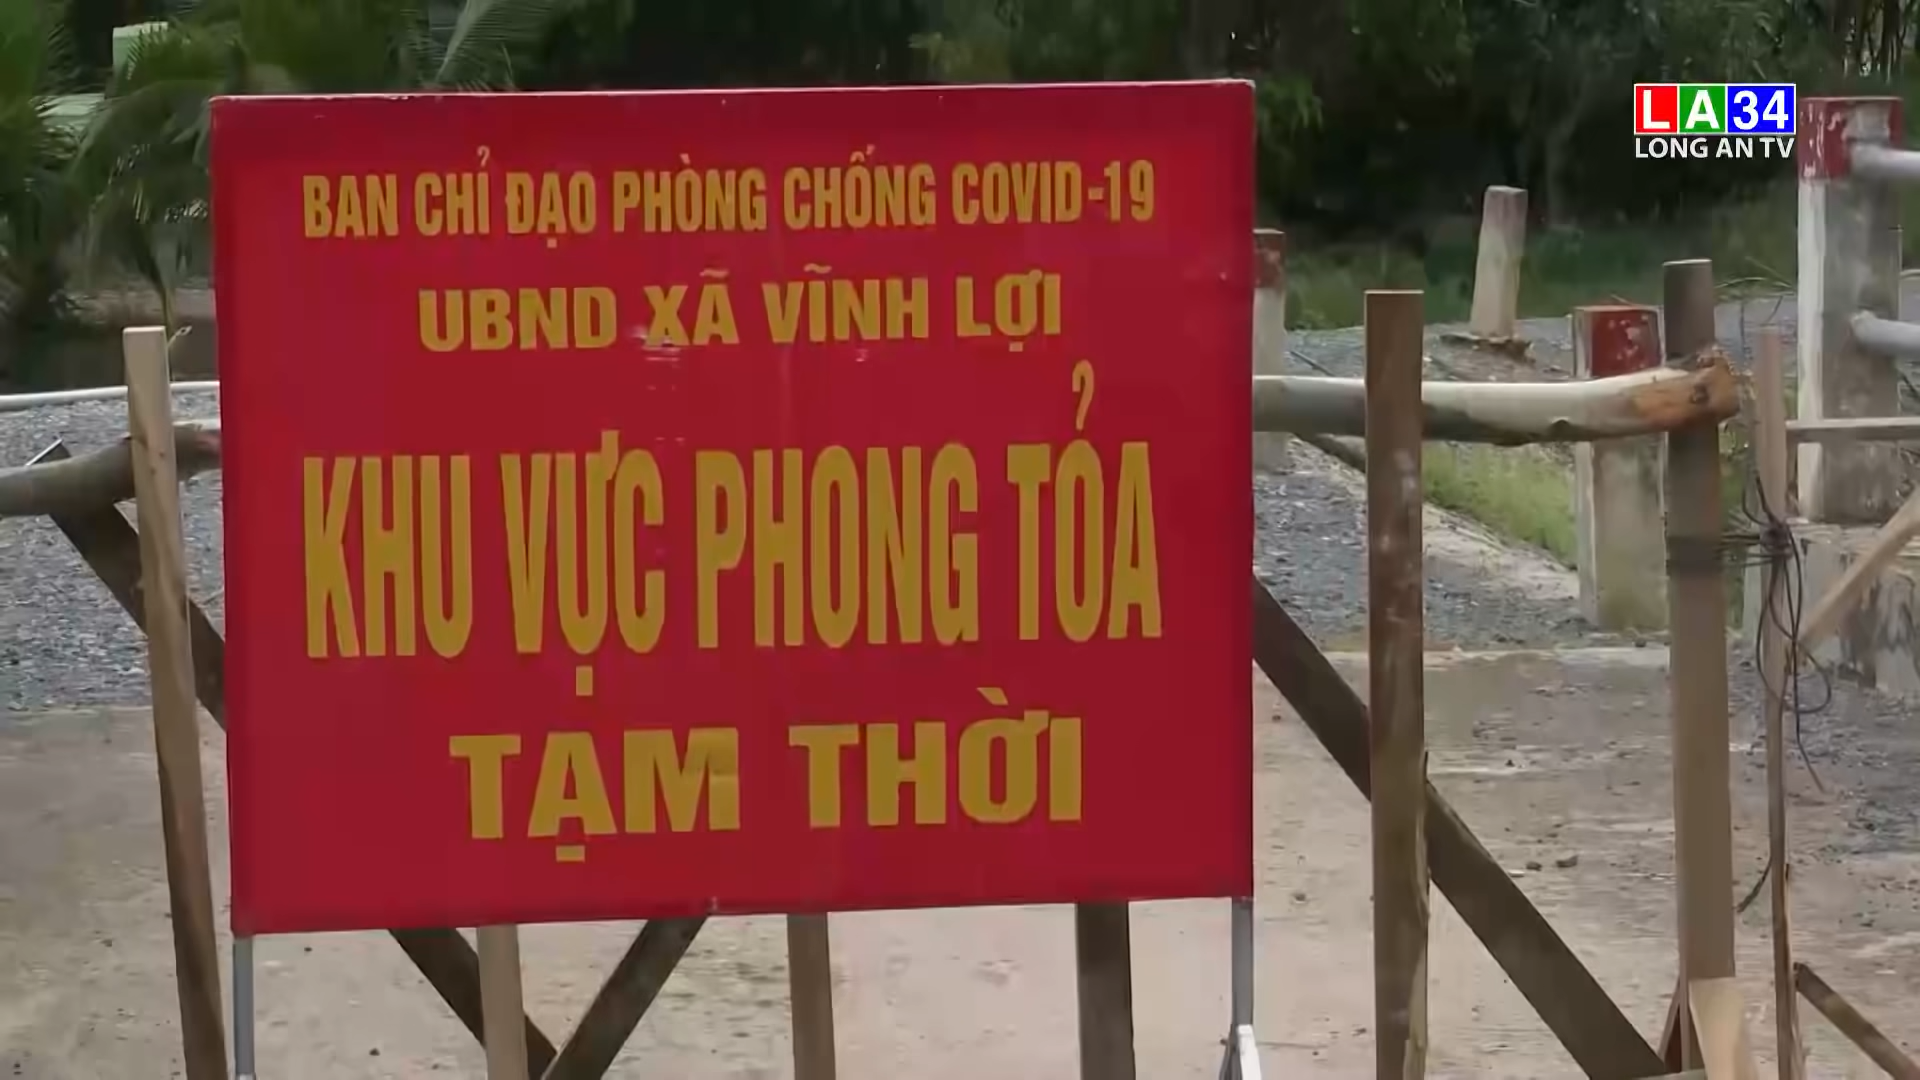 LA34
LONG AN TV
BAN CHỈ ĐẠO PHÒNG CHỐNG COVID-19
UBND XÃ VĨNH LỢI
KHU VỰC PHONG TỎA
TẠM THỜI